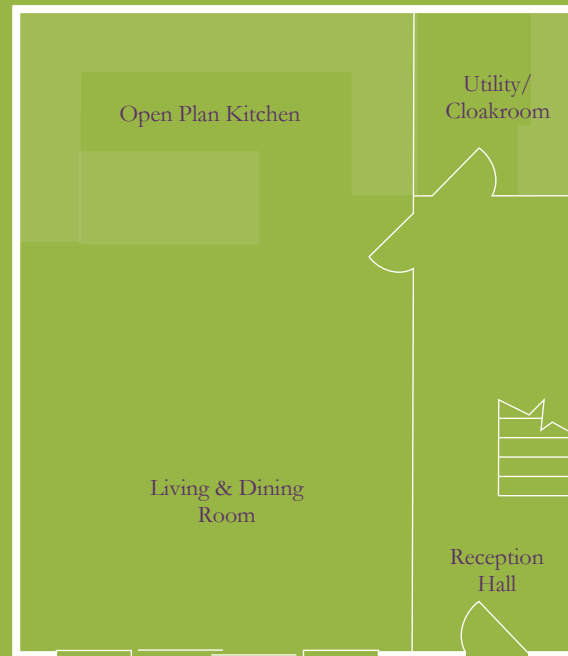 Open Plan Kitchen
Utility/
Cloakroom
Living & Dining
Room
Reception
Hall